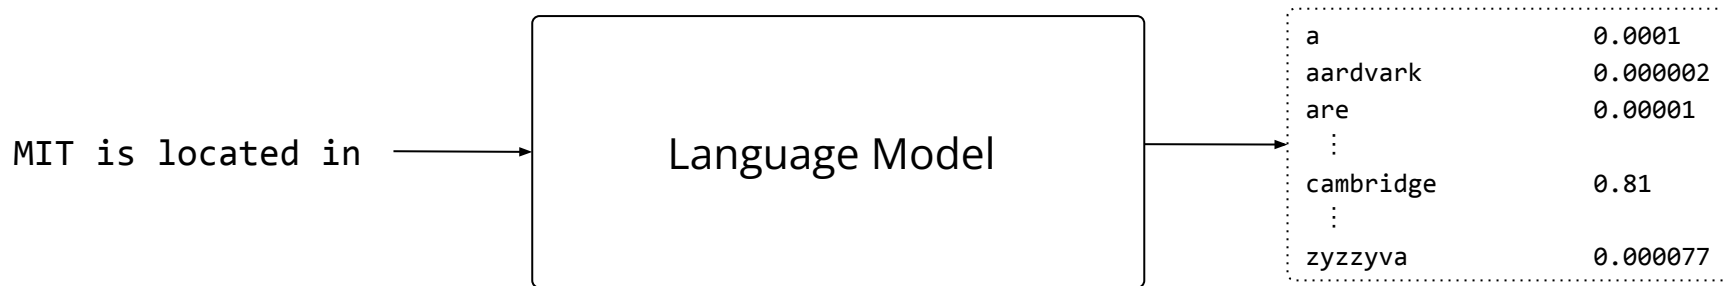 MIT is located in
Language Model
a 0.0001
aardvark 0.000002
are 0.00001
⋮
cambridge 0.81
⋮
zyzzyva 0.000077